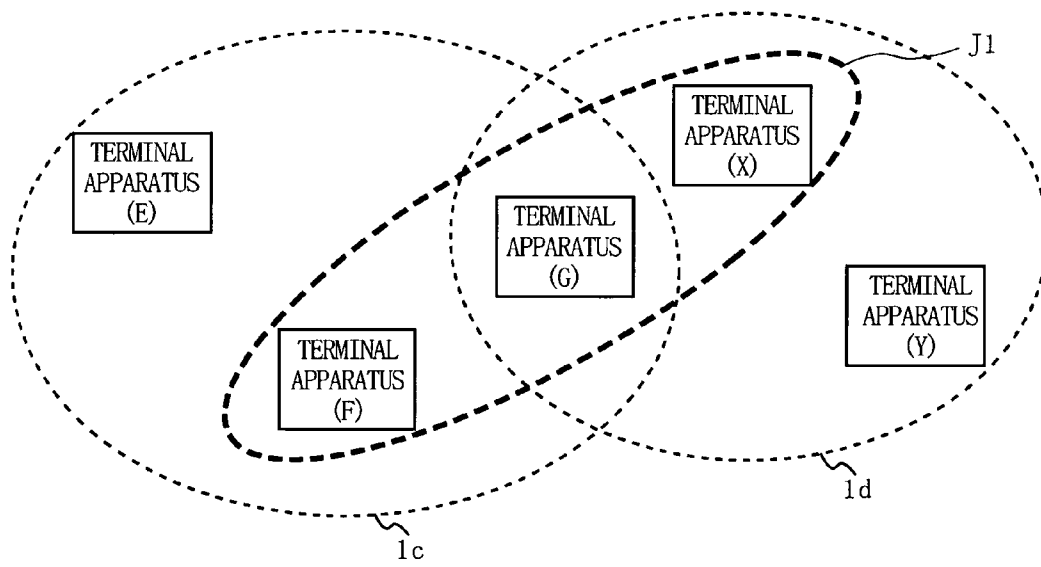 J1
TERMINAL
APPARATUS
(X)
TERMINAL
APPARATUS
(E)
TERMINAL
APPARATUS
(G)
TERMINAL
APPARATUS
(Y)
TERMINAL
APPARATUS
(F)
1d
1c